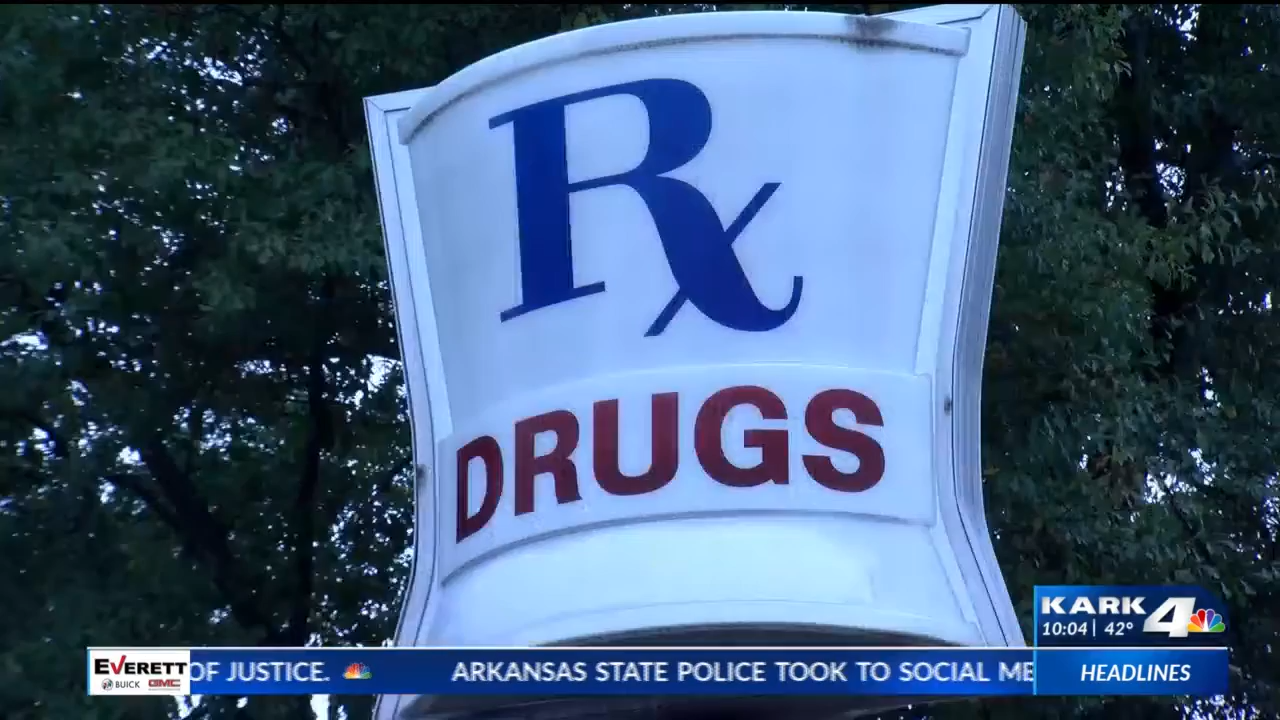 Rx
DRUGS
KARK 4
10:04 | 42°
EVERETT
BUICK GMC
OF JUSTICE. ARKANSAS STATE POLICE TOOK TO SOCIAL ME
HEADLINES